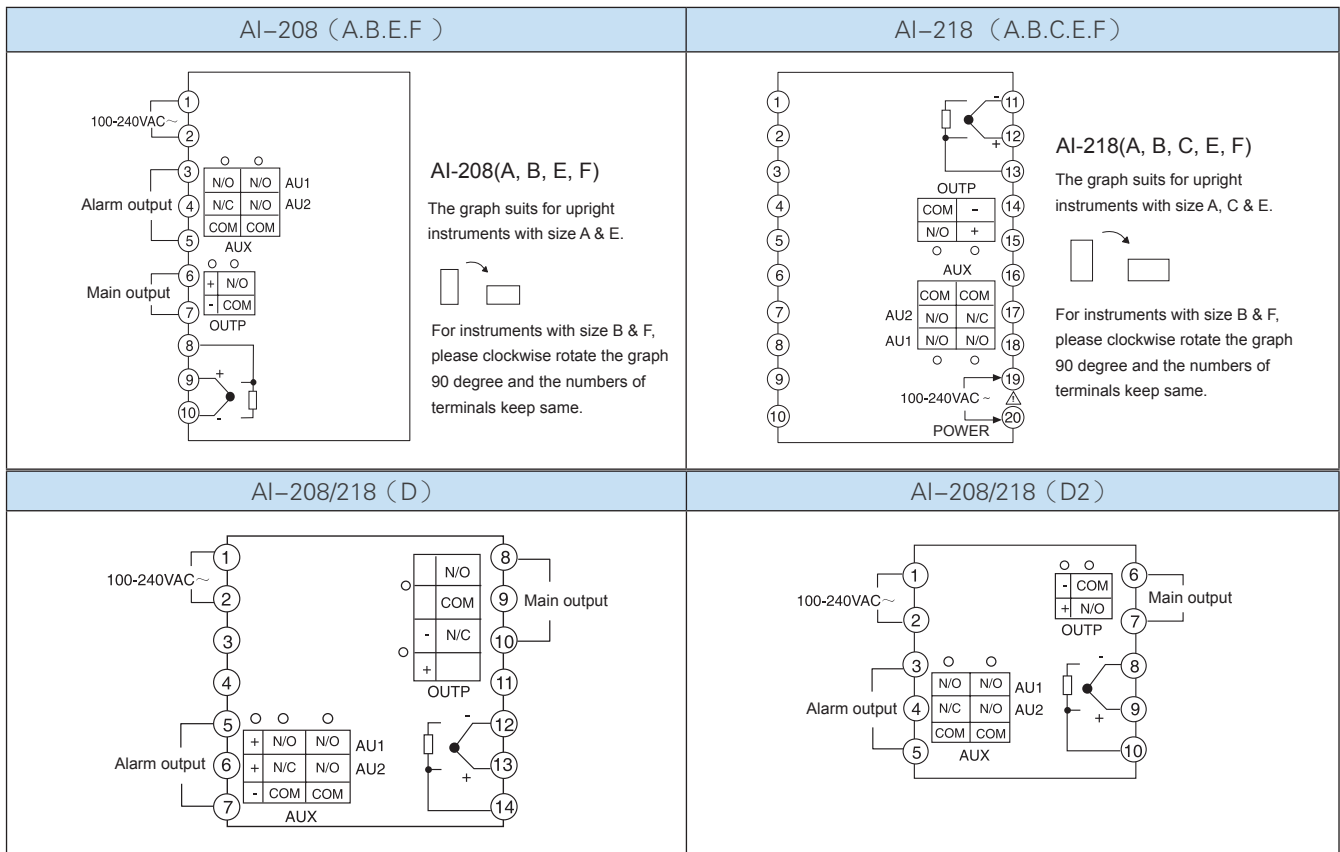 AI–208（A.B.E.F ）
1
100-240VAC～
2
3
N/O N/O AU1
Alarm output 4 N/C N/O AU2
COM COM
5
AUX
6
+ N/O
Main output
- COM
7
OUTP
8
9 +
10 -
AI-208(A, B, E, F)
The graph suits for upright
instruments with size A & E.
For instruments with size B & F,
please clockwise rotate the graph
90 degree and the numbers of
terminals keep same.
AI–218 （A.B.C.E.F）
1
2
3
4
5
6
7
8
9
10
- 11
+ 12
13
OUTP
COM - 14
N/O + 15
AUX 16
COM COM
AU2 N/O N/C 17
AU1 N/O N/O 18
19
100-240VAC ~ !
20
POWER
AI-218(A, B, C, E, F)
The graph suits for upright
instruments with size A, C & E.
For instruments with size B & F,
please clockwise rotate the graph
90 degree and the numbers of
terminals keep same.
AI–208/218（D）
1
100-240VAC～
2
3
4
5
+ N/O N/O AU1
Alarm output 6 + N/C N/O AU2
- COM COM
7
AUX
N/O 8
COM 9 Main output
- N/C 10
+
OUTP 11
- 12
+ 13
14
AI–208/218（D2）
1
100-240VAC～
2
3
N/O N/O AU1
Alarm output 4 N/C N/O AU2
COM COM
5
AUX
- COM 6
Main output
+ N/O 7
OUTP
- 8
+ 9
10